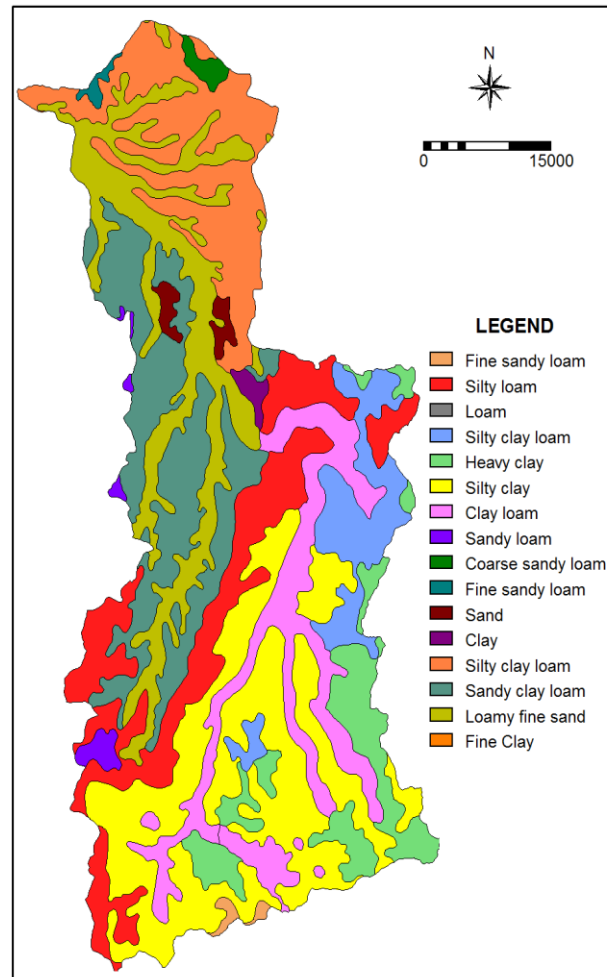 N
0 15000
LEGEND
Fine sandy loam
Silty loam
Loam
Silty clay loam
Heavy clay
Silty clay
Clay loam
Sandy loam
Coarse sandy loam
Fine sandy loam
Sand
Clay
Silty clay loam
Sandy clay loam
Loamy fine sand
Fine Clay